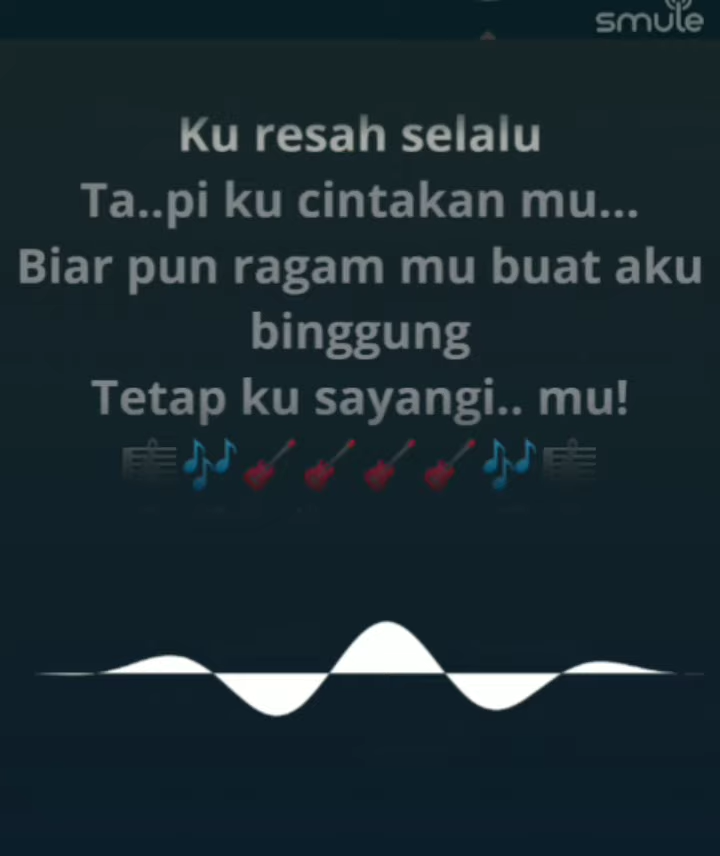 smule
Ku resah selalu
Ta..pi ku cintakan mu...
Biar pun ragam mu buat aku
binggung
Tetap ku sayangi.. mu!
🎼🎶🎸🎸🎸🎸🎶🎼